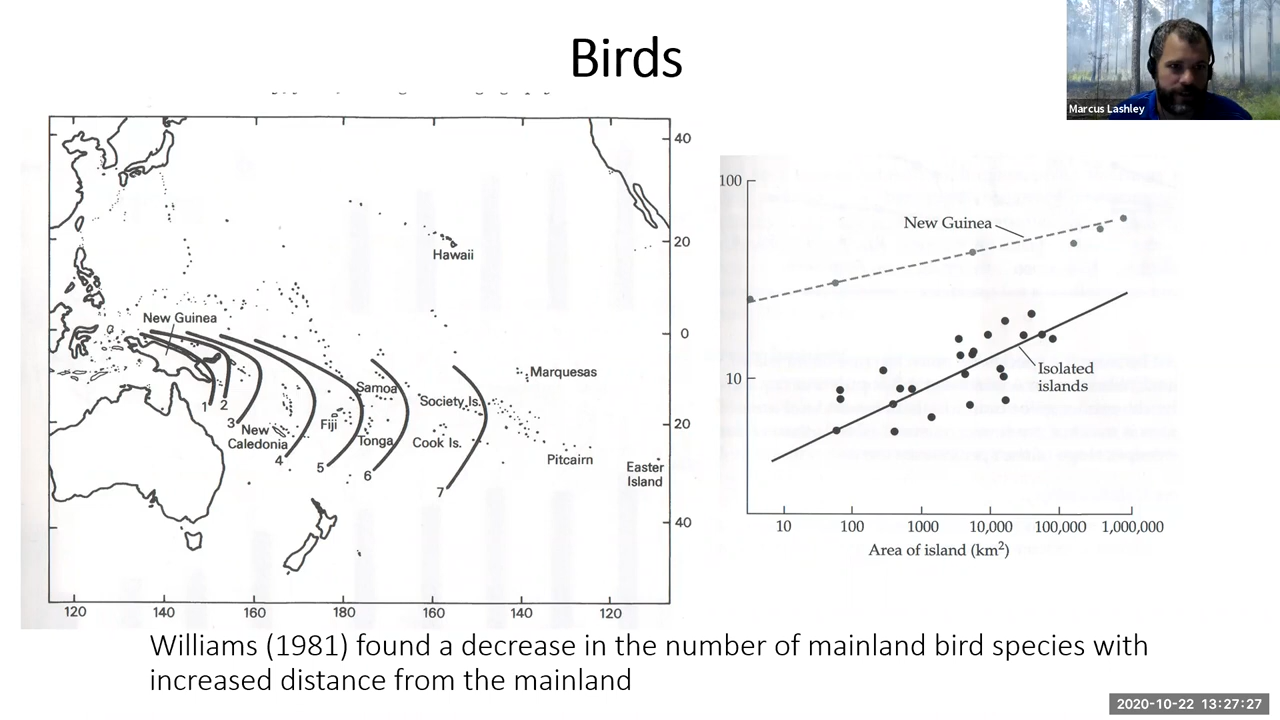 Birds
Marcus Lashley
40
20
0
20
40
Hawaii
New Guinea
Marquesas
Samoa
Society Is.
1 2
3
New
Caledonia
4
Fiji
5
Tonga
6
Cook Is.
7
Pitcairn
Easter
Island
120 140 160 180 160 140 120
100
10
New Guinea
Isolated
islands
10 100 1000 10,000 100,000 1,000,000
Area of island (km²)
Williams (1981) found a decrease in the number of mainland bird species with
increased distance from the mainland
2020-10-22 13:27:27